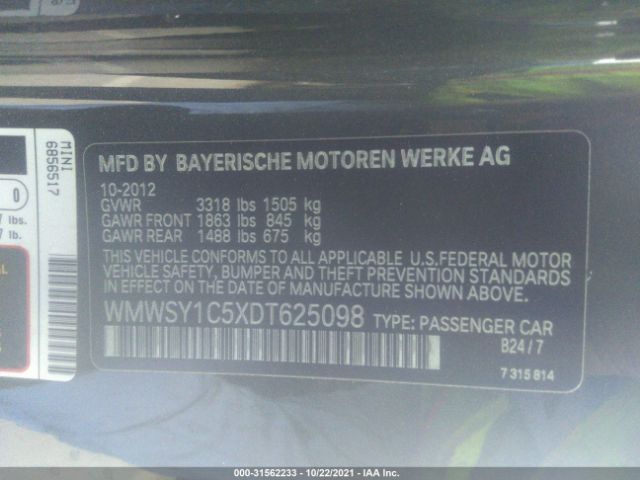 MFD BY BAYERISCHE MOTOREN WERKE AG
10-2012
GVWR 3318 lbs 1505 kg
GAWR FRONT 1863 lbs 845 kg
GAWR REAR 1488 lbs 675 kg
THIS VEHICLE CONFORMS TO ALL APPLICABLE U.S.FEDERAL MOTOR
VEHICLE SAFETY, BUMPER AND THEFT PREVENTION STANDARDS
IN EFFECT ON THE DATE OF MANUFACTURE SHOWN ABOVE.
WMWSY1C5XDT625098 TYPE: PASSENGER CAR
B24/7
7 315 814
MINI
6856517
0
lbs.
lb.
000-31562233 - 10/22/2021 - IAA Inc.